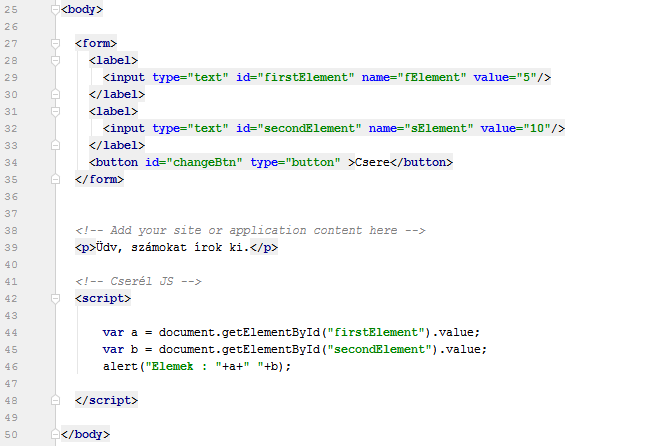 25 <body>
26
27 <form>
28 <label>
29 <input type="text" id="firstElement" name="fElement" value="5"/>
30 </label>
31 <label>
32 <input type="text" id="secondElement" name="sElement" value="10"/>
33 </label>
34 <button id="changeBtn" type="button" >Csere</button>
35 </form>
36
37
38 <!-- Add your site or application content here -->
39 <p>Üdv, számokat írok ki.</p>
40
41 <!-- Cserél JS -->
42 <script>
43
44 var a = document.getElementById("firstElement").value;
45 var b = document.getElementById("secondElement").value;
46 alert("Elemek : "+a+" "+b);
47
48 </script>
49
50 </body>